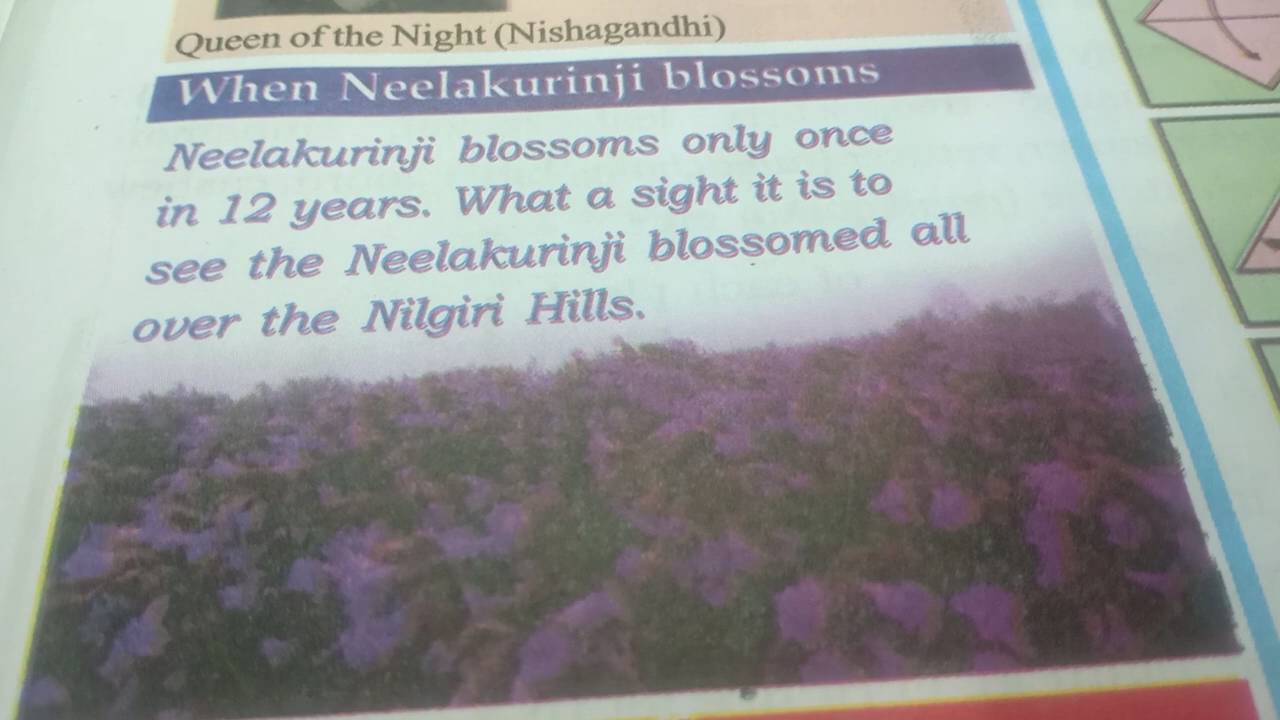 Queen of the Night (Nishagandhi)
When Neelakurinji blossoms
Neelakurinji blossoms only once
in 12 years. What a sight it is to
see the Neelakurinji blossomed all
over the Nilgiri Hills.